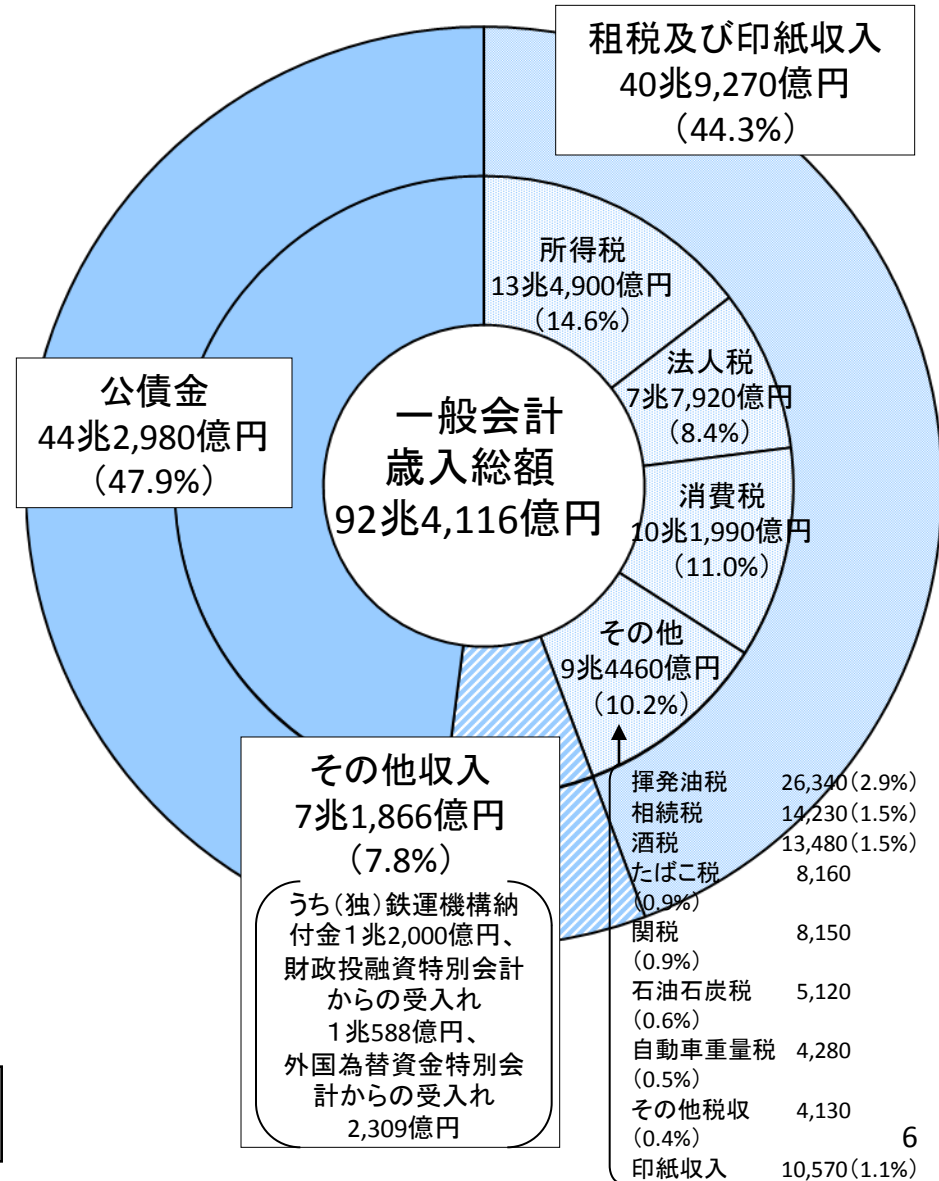 租税及び印紙収入
40兆9,270億円
(44.3%)
所得税
13兆4,900億円
(14.6%)
法人税
7兆7,920億円
(8.4%)
公債金
44兆2,980億円
(47.9%)
一般会計
歳入総額
92兆4,116億円
消費税
10兆1,990億円
(11.0%)
その他
9兆4460億円
(10.2%)
その他収入
7兆1,866億円
(7.8%)
うち(独)鉄運機構納
付金1兆2,000億円、
財政投融資特別会計
からの受入れ
1兆588億円、
外国為替資金特別会
計からの受入れ
2,309億円
揮発油税 26,340(2.9%)
相続税 14,230(1.5%)
酒税 13,480(1.5%)
たばこ税 8,160
(0.9%)
関税 8,150
(0.9%)
石油石炭税 5,120
(0.6%)
自動車重量税 4,280
(0.5%)
その他税収 4,130
(0.4%)
印紙収入 10,570(1.1%)
6